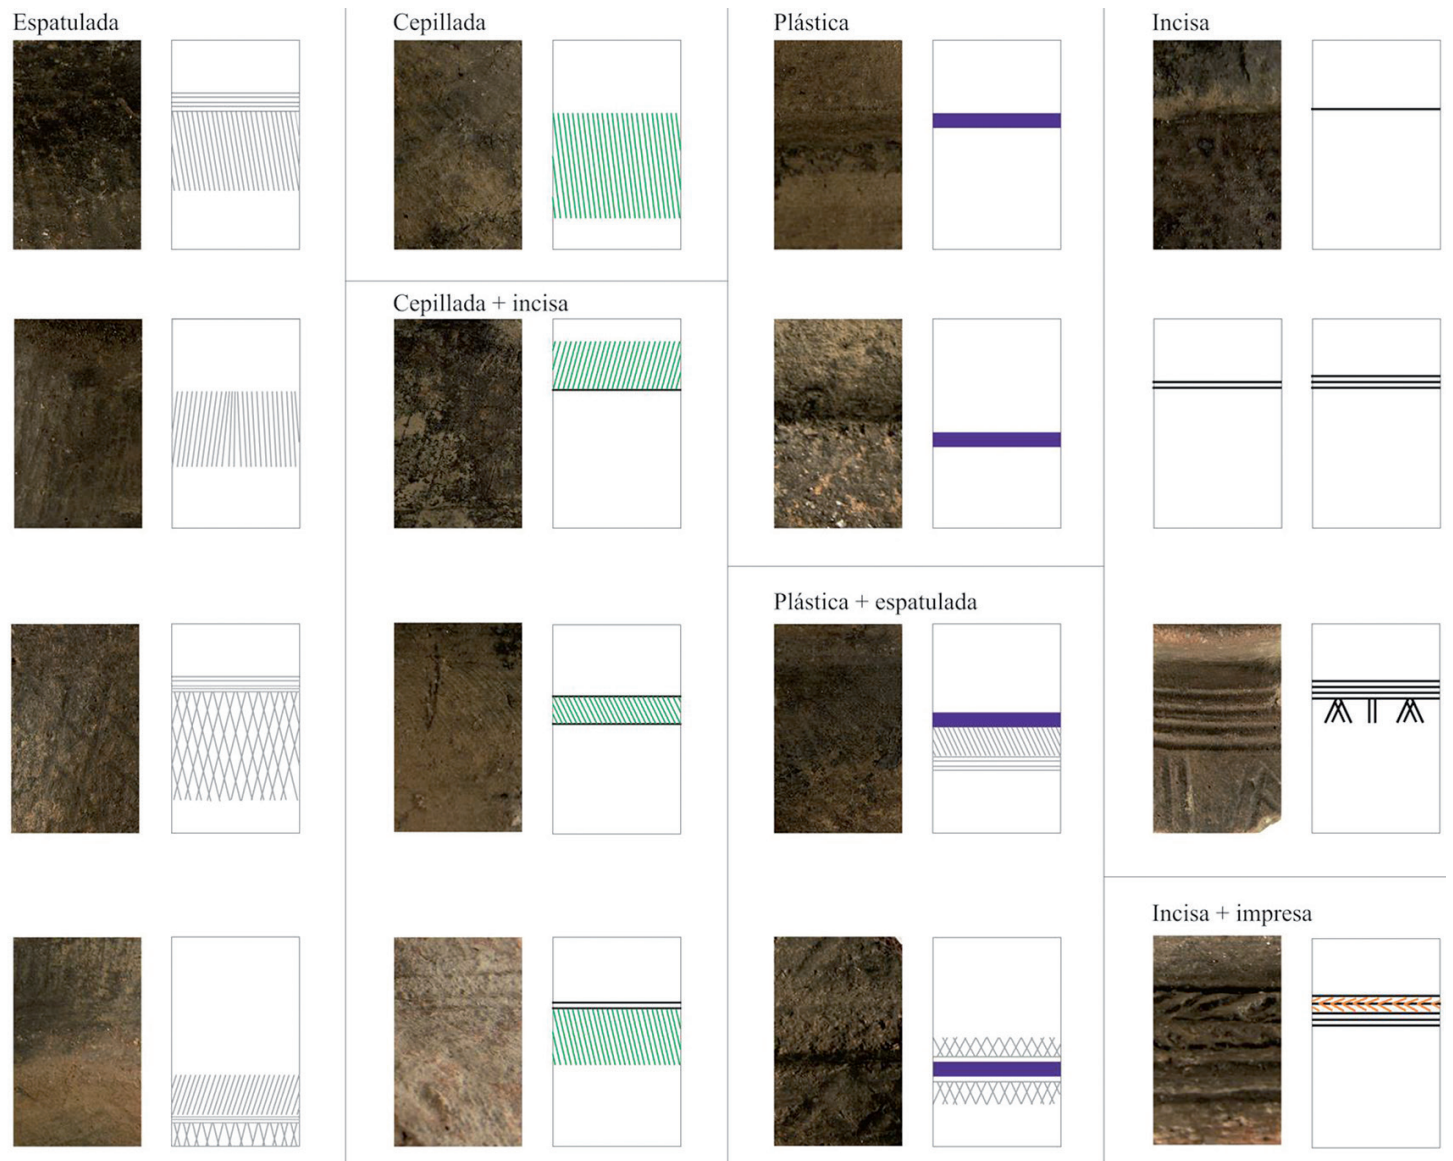 Espatulada
Cepillada
Plástica
Incisa
Cepillada + incisa
Plástica + espatulada
Incisa + impresa